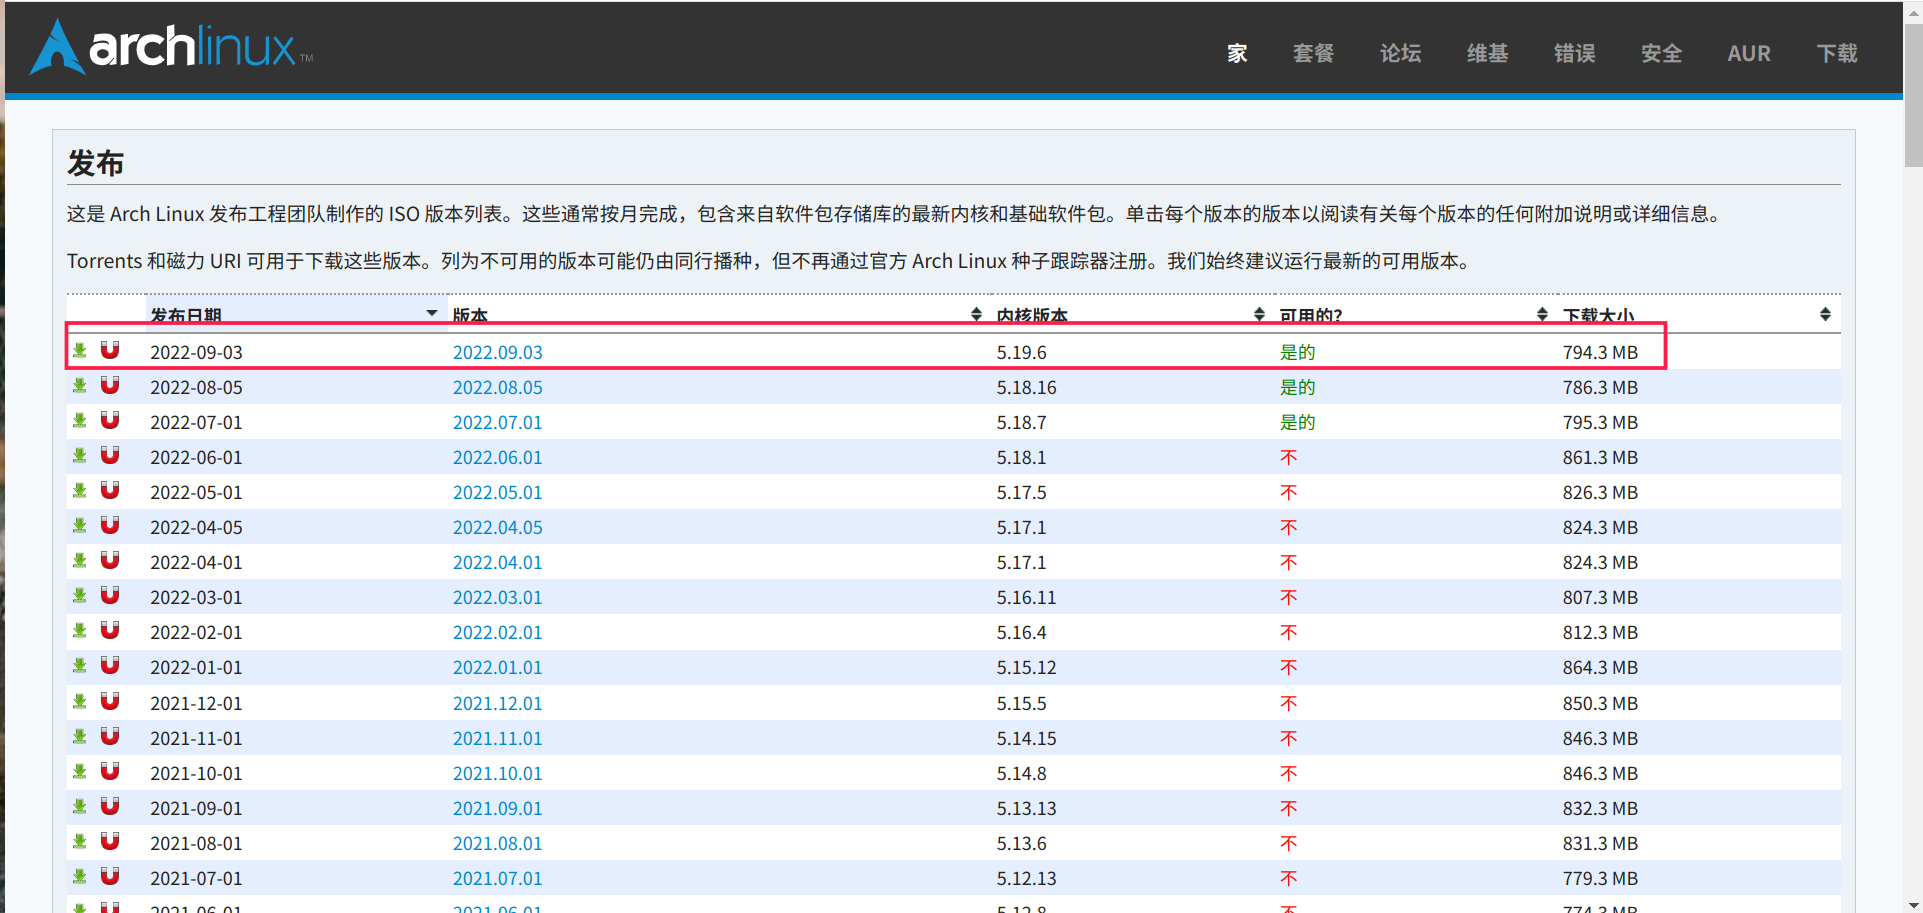 archlinux™
家 套餐 论坛 维基 错误 安全 AUR 下载
发布
这是 Arch Linux 发布工程团队制作的 ISO 版本列表。这些通常按月完成，包含来自软件包存储库的最新内核和基础软件包。单击每个版本的版本以阅读有关每个版本的任何附加说明或详细信息。
Torrents 和磁力 URI 可用于下载这些版本。列为不可用的版本可能仍由同行播种，但不再通过官方 Arch Linux 种子跟踪器注册。我们始终建议运行最新的可用版本。
发布日期 版本 内核版本 可用的? 下载大小
2022-09-03 2022.09.03 5.19.6 是的 794.3 MB
2022-08-05 2022.08.05 5.18.16 是的 786.3 MB
2022-07-01 2022.07.01 5.18.7 是的 795.3 MB
2022-06-01 2022.06.01 5.18.1 不 861.3 MB
2022-05-01 2022.05.01 5.17.5 不 826.3 MB
2022-04-05 2022.04.05 5.17.1 不 824.3 MB
2022-04-01 2022.04.01 5.17.1 不 824.3 MB
2022-03-01 2022.03.01 5.16.11 不 807.3 MB
2022-02-01 2022.02.01 5.16.4 不 812.3 MB
2022-01-01 2022.01.01 5.15.12 不 864.3 MB
2021-12-01 2021.12.01 5.15.5 不 850.3 MB
2021-11-01 2021.11.01 5.14.15 不 846.3 MB
2021-10-01 2021.10.01 5.14.8 不 846.3 MB
2021-09-01 2021.09.01 5.13.13 不 832.3 MB
2021-08-01 2021.08.01 5.13.6 不 831.3 MB
2021-07-01 2021.07.01 5.12.13 不 779.3 MB
2021-06-01 2021.06.01 5.12.8 不 774.3 MB